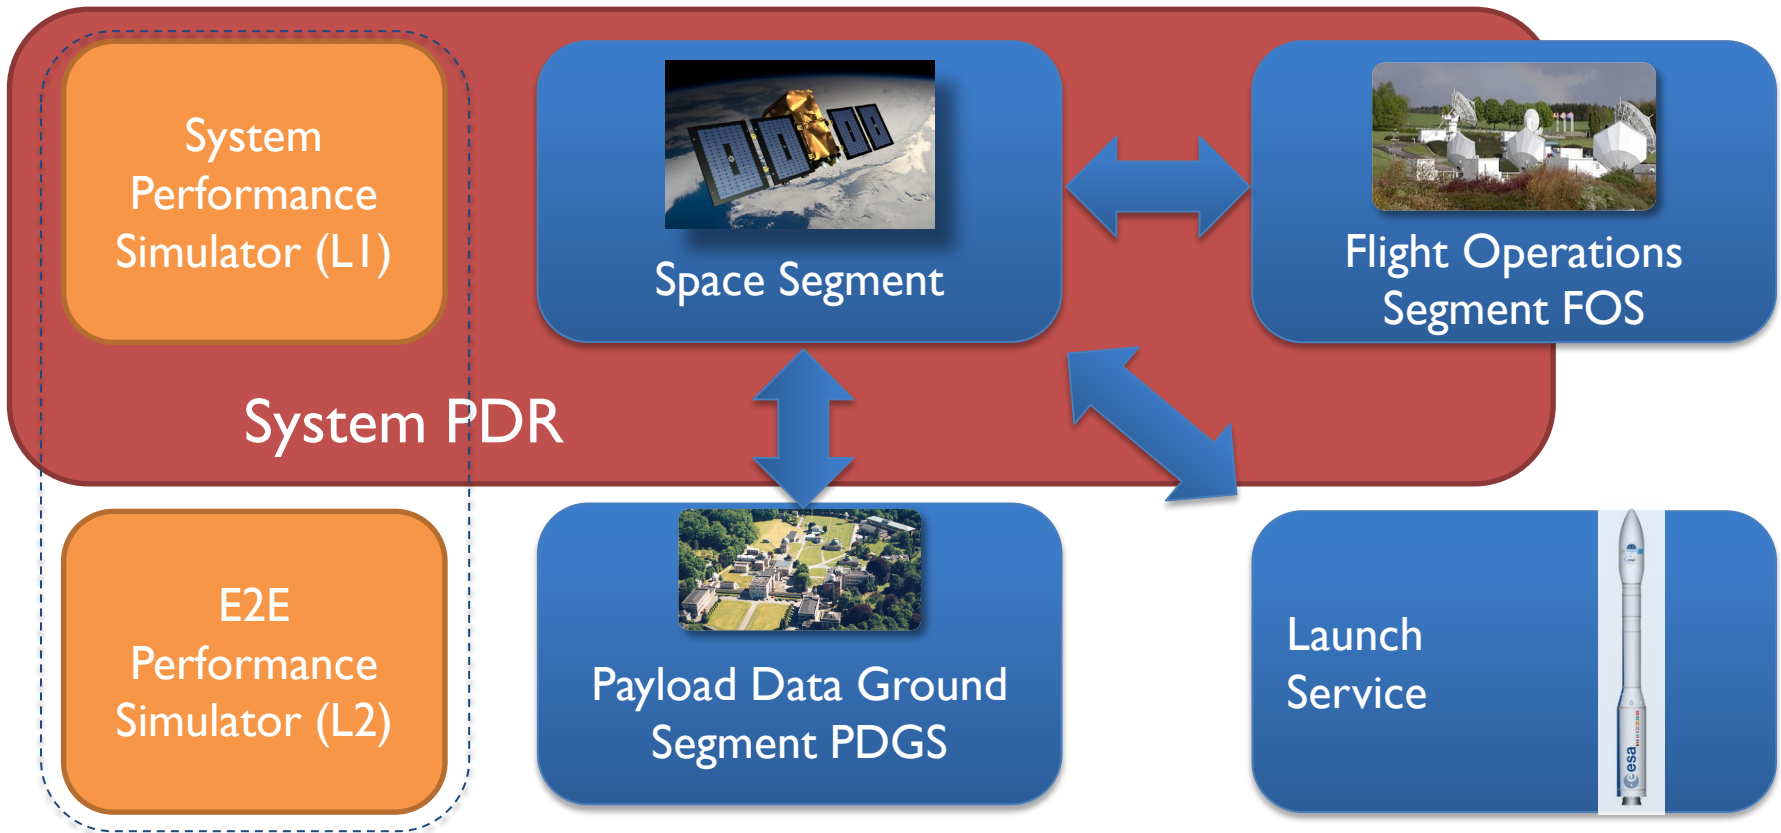 System
Performance
Simulator (L1)
Space Segment
Flight Operations
Segment FOS
System PDR
E2E
Performance
Simulator (L2)
Payload Data Ground
Segment PDGS
Launch
Service
esa